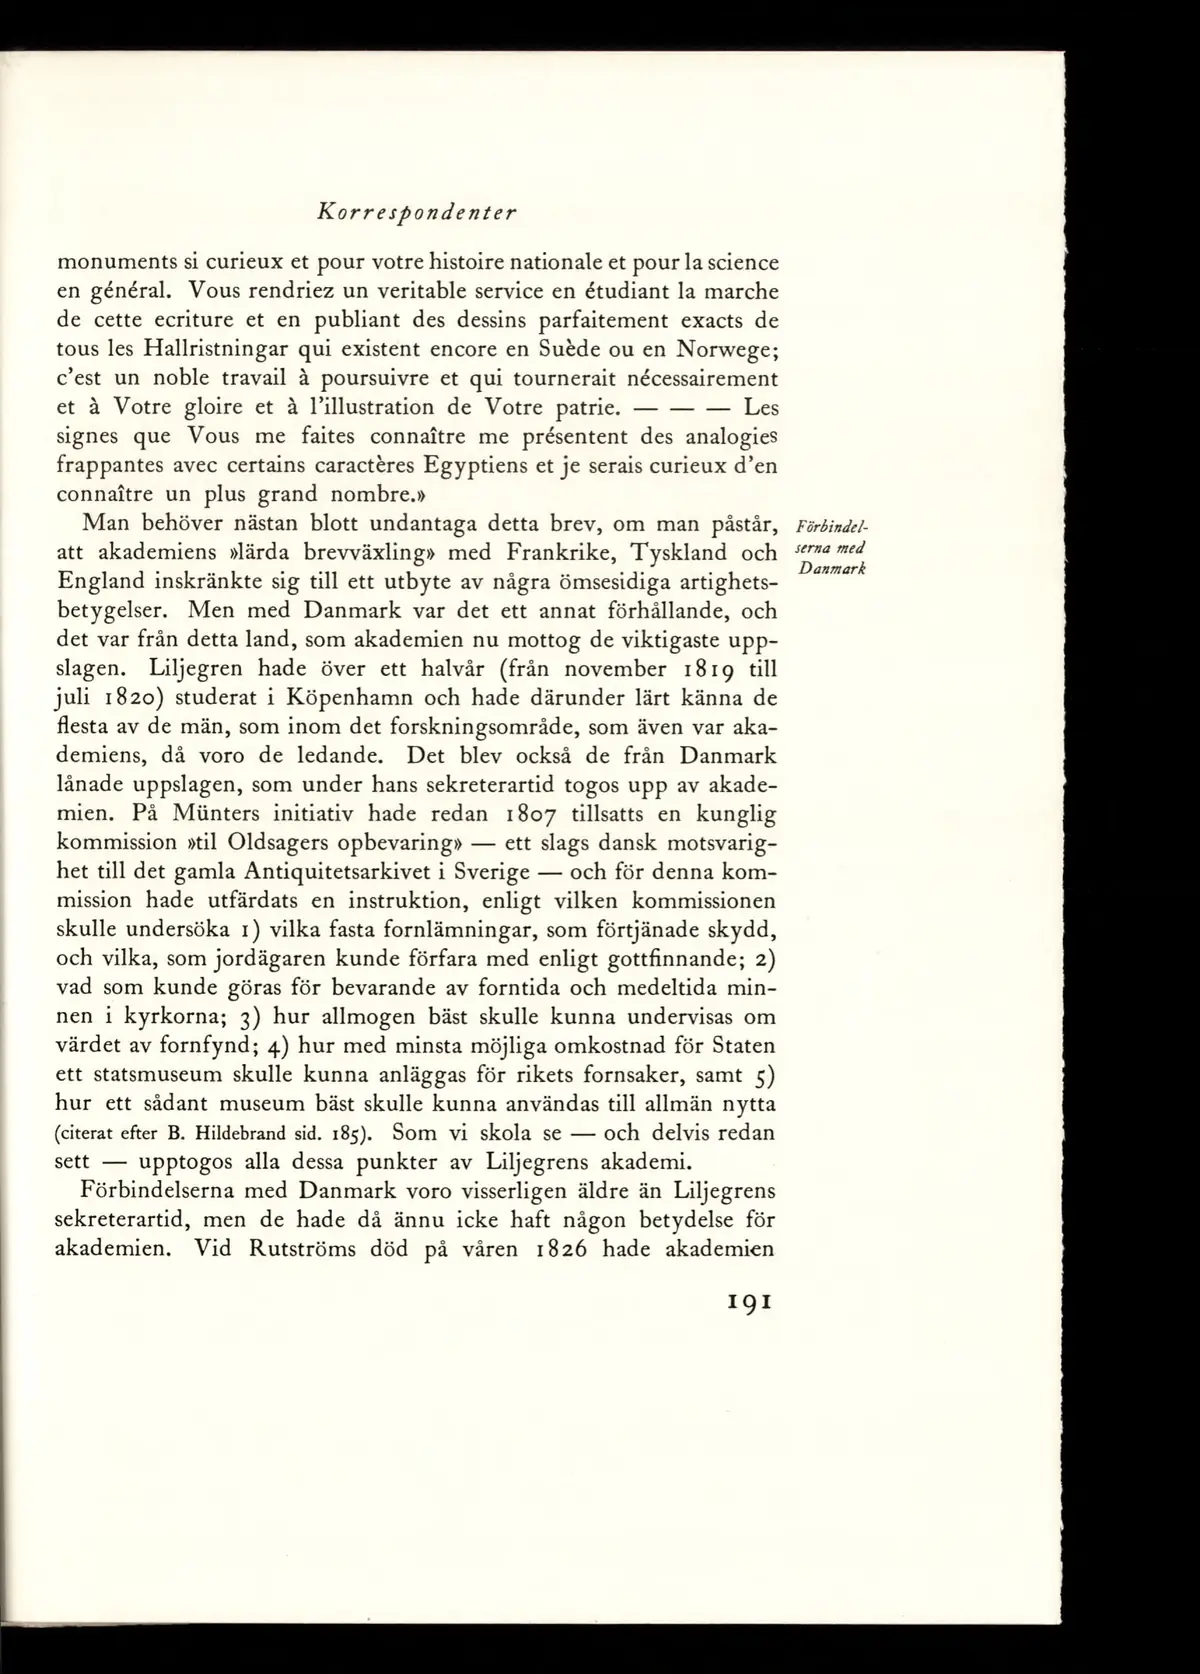 Korrespondenter
monuments si curieux et pour votre histoire nationale et pour la science
en général. Vous rendriez un veritable service en étudiant la marche
de cette ecriture et en publiant des dessins parfaitement exacts de
tous les Hallristningar qui existent encore en Suède ou en Norwege;
c'est un noble travail à poursuivre et qui tournerait nécessairement
et à Votre gloire et à l'illustration de Votre patrie. — — — Les
signes que Vous me faites connaître me présentent des analogies
frappantes avec certains caractères Egyptiens et je serais curieux d'en
connaître un plus grand nombre.»
Man behöver nästan blott undantaga detta brev, om man påstår,
att akademiens »lärda brevväxling» med Frankrike, Tyskland och
England inskränkte sig till ett utbyte av några ömsesidiga artighets-
betygelser. Men med Danmark var det ett annat förhållande, och
det var från detta land, som akademien nu mottog de viktigaste upp-
slagen. Liljegren hade över ett halvår (från november 1819 till
juli 1820) studerat i Köpenhamn och hade därunder lärt känna de
flesta av de män, som inom det forskningsområde, som även var aka-
demiens, då voro de ledande. Det blev också de från Danmark
lånade uppslagen, som under hans sekreterartid togos upp av akade-
mien. På Münters initiativ hade redan 1807 tillsatts en kunglig
kommission »til Oldsagers opbevaring» — ett slags dansk motsvarig-
het till det gamla Antiquitetsarkivet i Sverige — och för denna kom-
mission hade utfärdats en instruktion, enligt vilken kommissionen
skulle undersöka 1) vilka fasta fornlämningar, som förtjänade skydd,
och vilka, som jordägaren kunde förfara med enligt gottfinnande; 2)
vad som kunde göras för bevarande av forntida och medeltida min-
nen i kyrkorna; 3) hur allmogen bäst skulle kunna undervisas om
värdet av fornfynd; 4) hur med minsta möjliga omkostnad för Staten
ett statsmuseum skulle kunna anläggas för rikets fornsaker, samt 5)
hur ett sådant museum bäst skulle kunna användas till allmän nytta
(citerat efter B. Hildebrand sid. 185). Som vi skola se — och delvis redan
sett — upptogos alla dessa punkter av Liljegrens akademi.
Förbindelserna med Danmark voro visserligen äldre än Liljegrens
sekreterartid, men de hade då ännu icke haft någon betydelse för
akademien. Vid Rutströms död på våren 1826 hade akademien
Förbindel-
serna med
Danmark
191